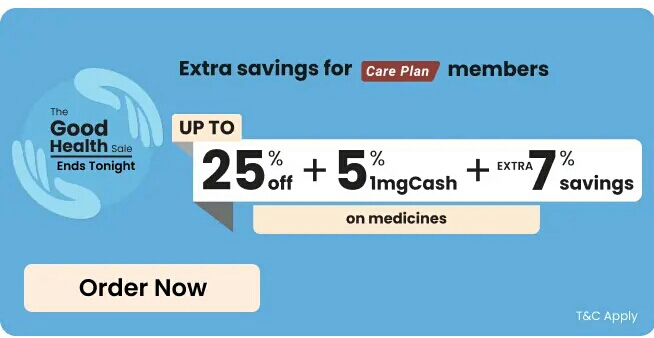 Extra savings for Care Plan members
The
Good
Health Sale
Ends Tonight
UP TO
25% off + 5% 1mgCash + EXTRA 7% savings
on medicines
Order Now
T&C Apply